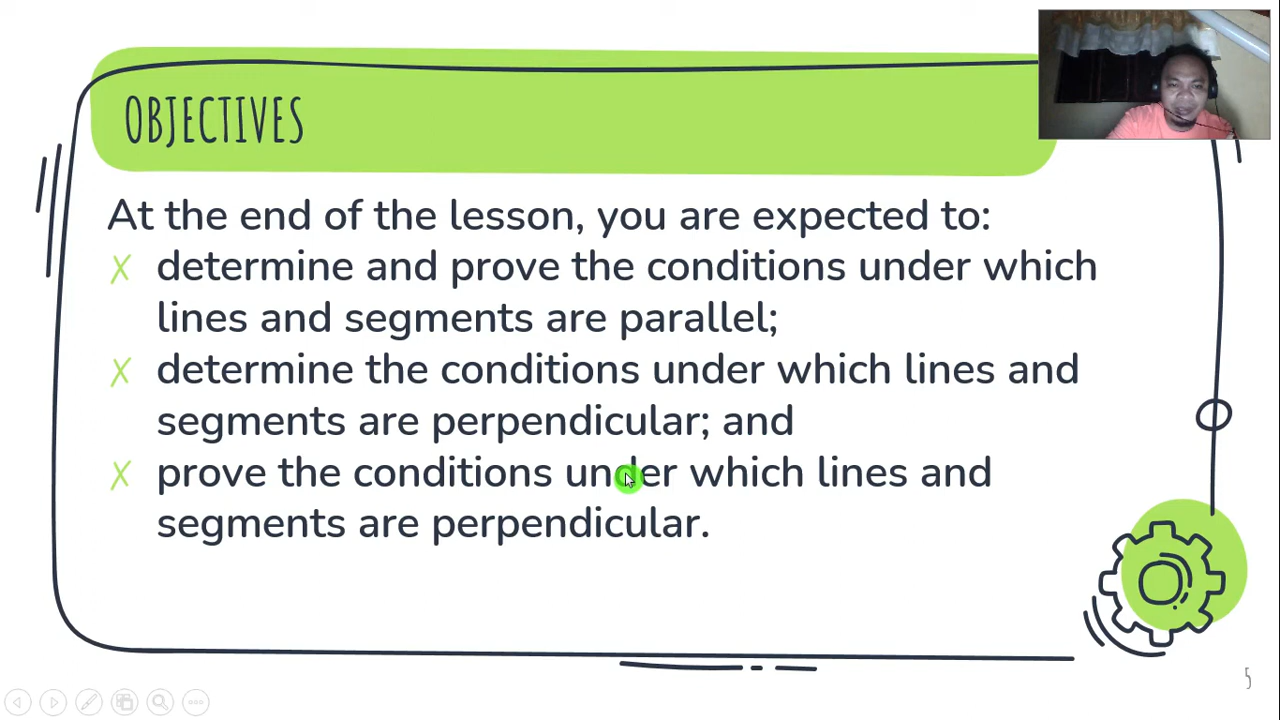 OBJECTIVES
At the end of the lesson, you are expected to:
determine and prove the conditions under which
lines and segments are parallel;
determine the conditions under which lines and
segments are perpendicular; and
prove the conditions under which lines and
segments are perpendicular.
5